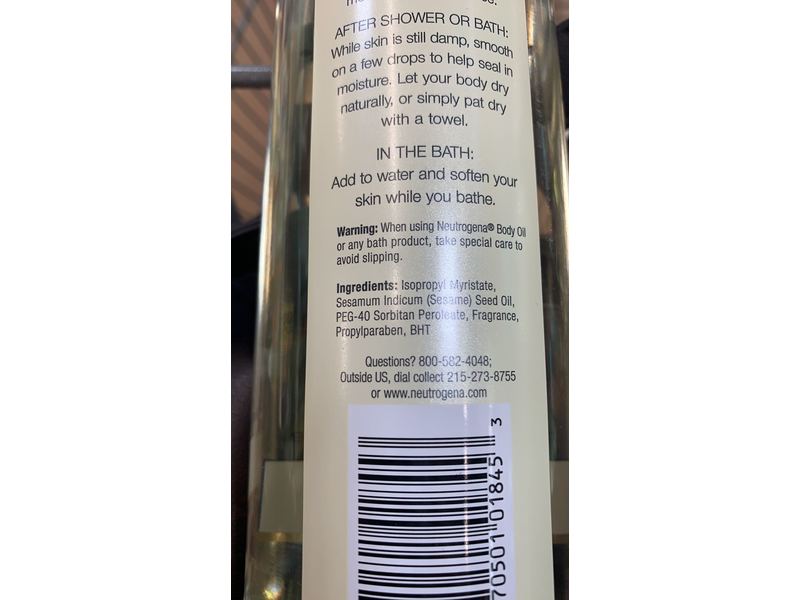 AFTER SHOWER OR BATH:
While skin is still damp, smooth
on a few drops to help seal in
moisture. Let your body dry
naturally, or simply pat dry
with a towel.
IN THE BATH:
Add to water and soften your
skin while you bathe.
Warning: When using Neutrogena® Body Oil
or any bath product, take special care to
avoid slipping.
Ingredients: Isopropyl Myristate,
Sesamum Indicum (Sesame) Seed Oil,
PEG-40 Sorbitan Peroleate, Fragrance,
Propylparaben, BHT
Questions? 800-582-4048;
Outside US, dial collect 215-273-8755
or www.neutrogena.com
70501 01845 3